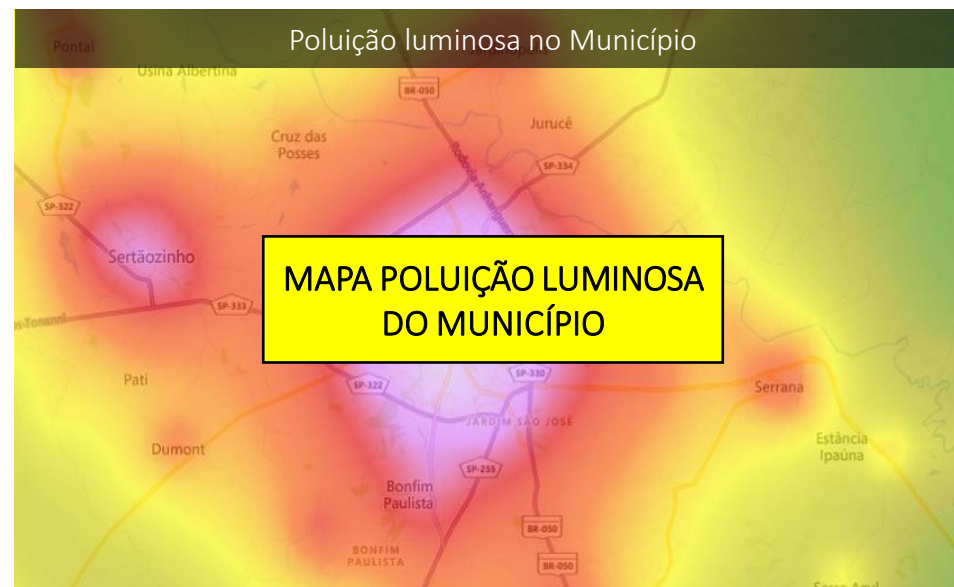 Poluição luminosa no Município
Pontal
Usina Albertina
BR-050
Jurucê
Cruz das
Posses
SP-334
SP-322
Sertãozinho
MAPA POLUIÇÃO LUMINOSA
DO MUNICÍPIO
SP-333
Pati
SP-322
SP-330
Serrana
JARDIM SÃO JOSÉ
Dumont
Estância
Ipaúna
SP-255
Bonfim
Paulista
BR-050
BONFIM
PAULISTA
BR-050